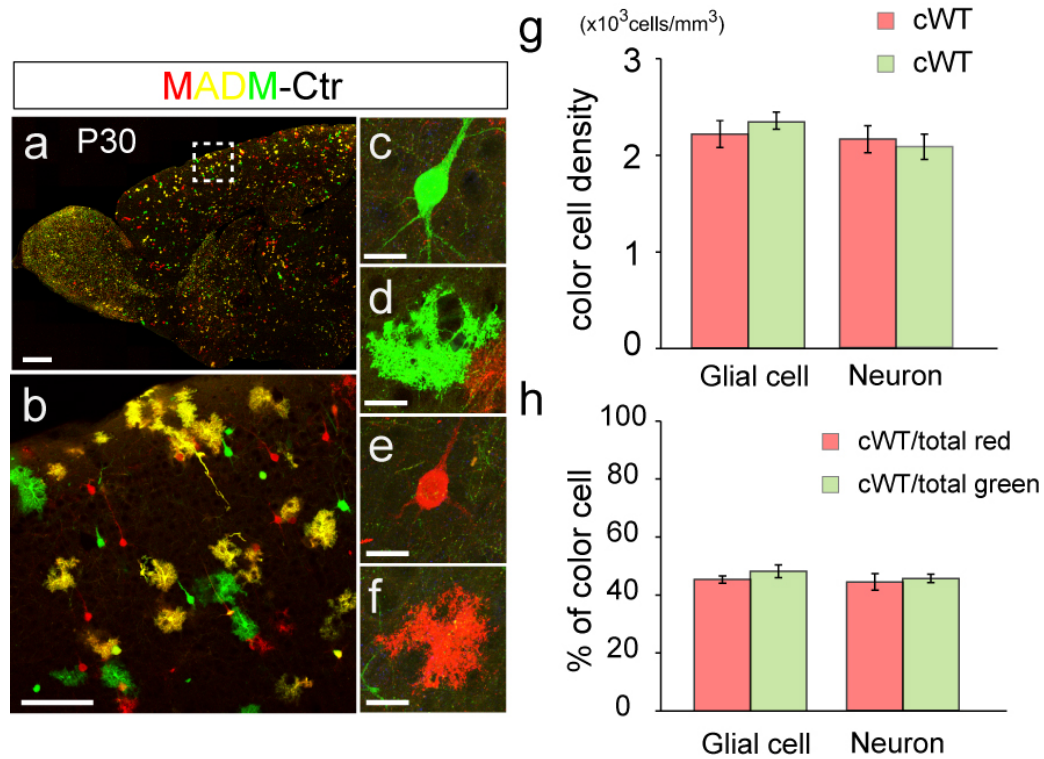 MADM-Ctr
a P30
b
c
d
e
f
g (x10³cells/mm³)
cWT
cWT
color cell density
3
2
1
0
Glial cell Neuron
h
cWT/total red
cWT/total green
% of color cell
100
80
60
40
20
0
Glial cell Neuron